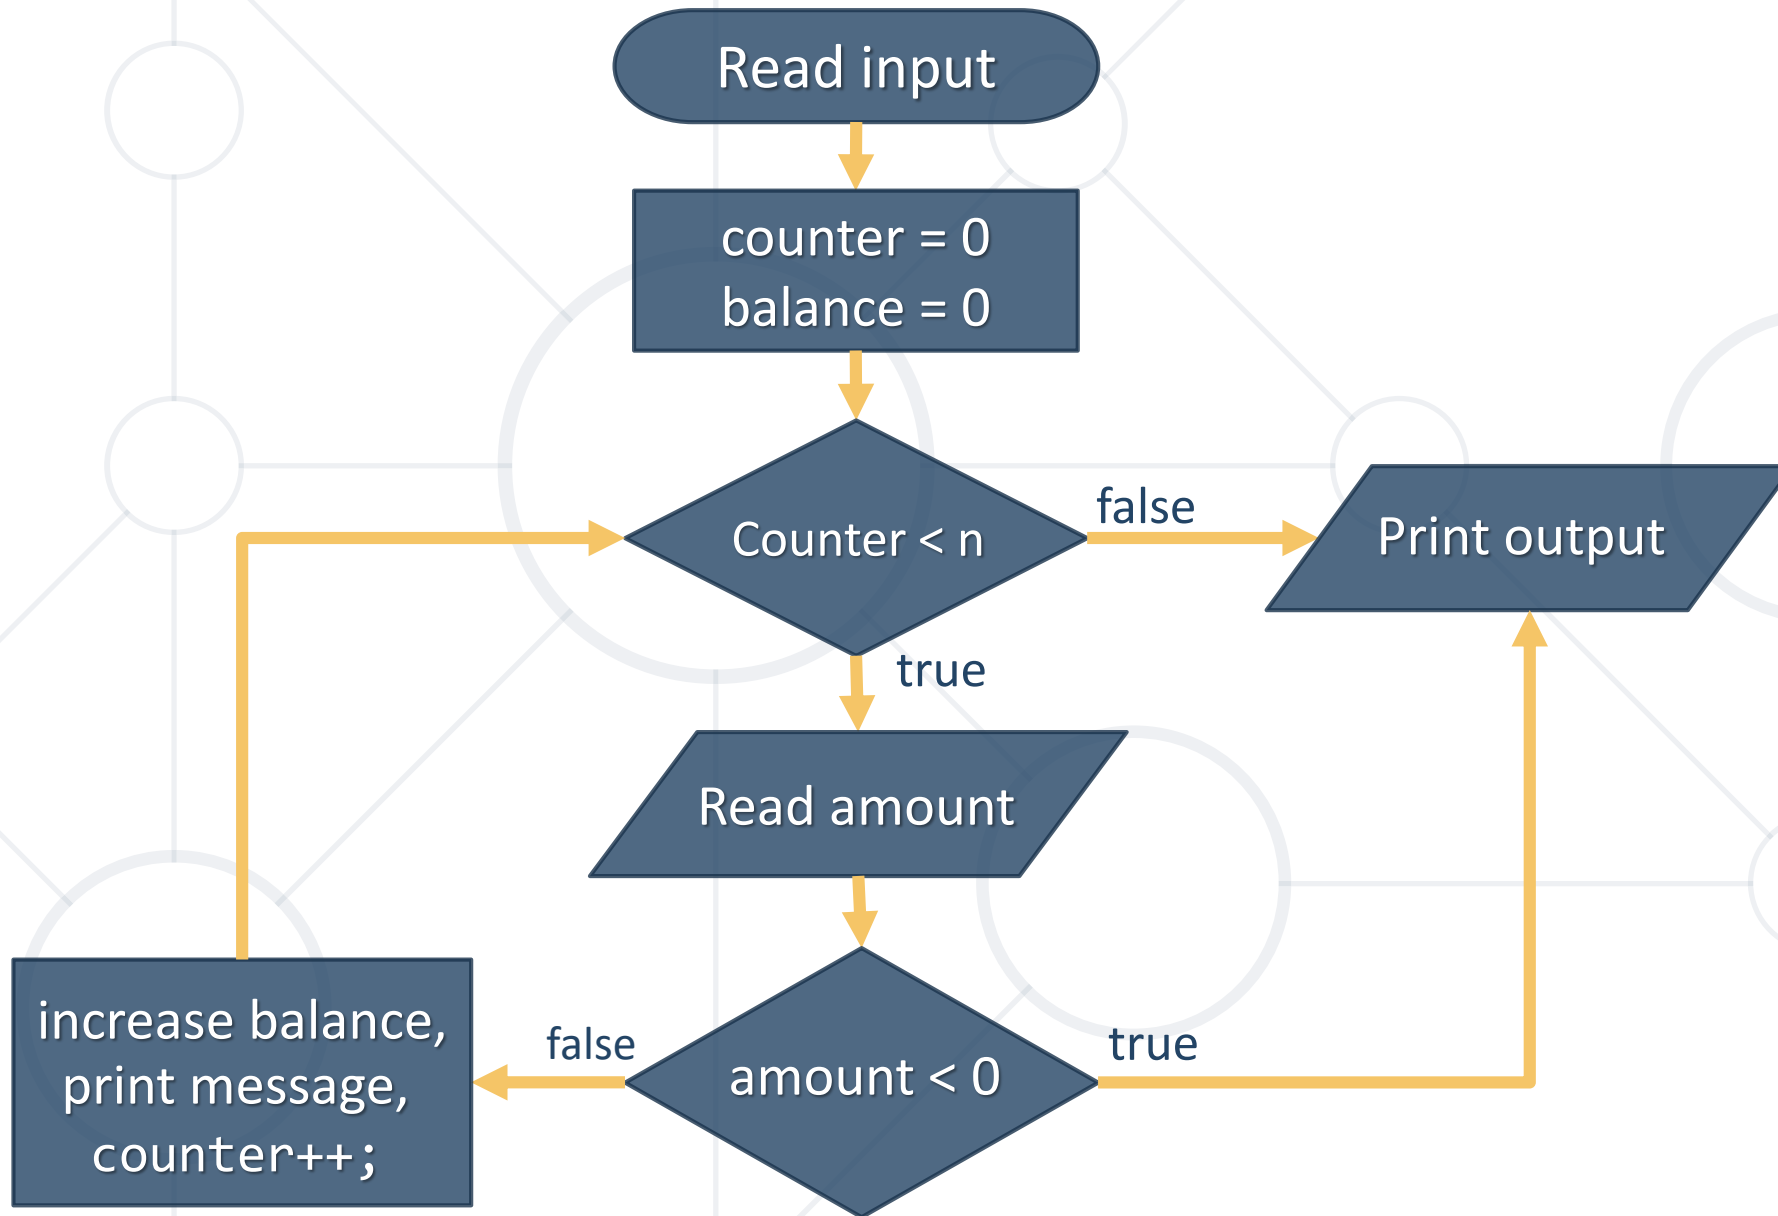 Read input
counter = 0
balance = 0
Counter < n
false
Print output
true
Read amount
increase balance,
print message,
counter++;
false
amount < 0
true